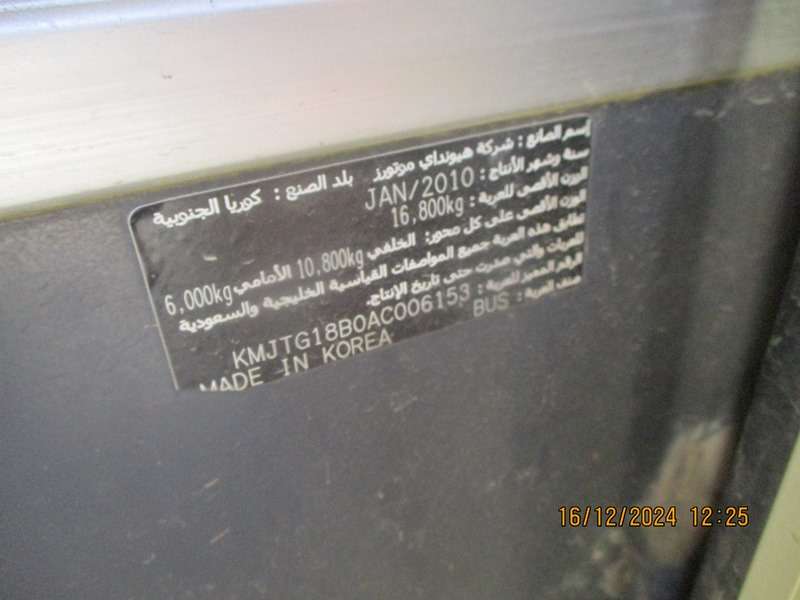 إسم الصانع : شركة هيونداي موتورز بلد الصنع : كوريا الجنوبية
سنة وشهر الأنتاج : JAN/2010
الوزن الأقصى للعربة : 16,800kg
الوزن الأقصى على كل محور: الخلفي 10,800kg الأمامي 6,000kg
تطابق هذه العربة جميع المواصفات القياسية الخليجية والسعودية
للعربات والتي صدرت حتى تاريخ الإنتاج.
الرقم المميز للعربة : KMJTG18B0AC006153
صنف العربة : BUS
MADE IN KOREA
16/12/2024 12:25